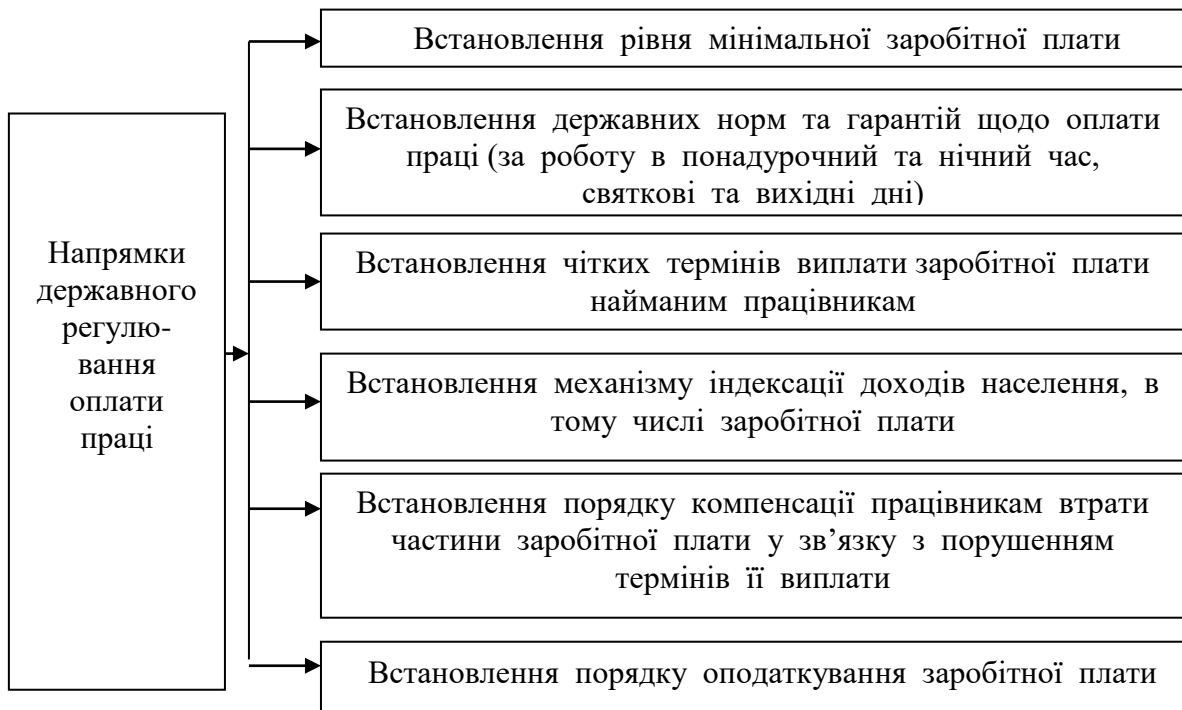 Напрямки
державного
регулю-
вання
оплати
праці
Встановлення рівня мінімальної заробітної плати
Встановлення державних норм та гарантій щодо оплати
праці (за роботу в понадурочний та нічний час,
святкові та вихідні дні)
Встановлення чітких термінів виплати заробітної плати
найманим працівникам
Встановлення механізму індексації доходів населення, в
тому числі заробітної плати
Встановлення порядку компенсації працівникам втрати
частини заробітної плати у зв’язку з порушенням
термінів її виплати
Встановлення порядку оподаткування заробітної плати